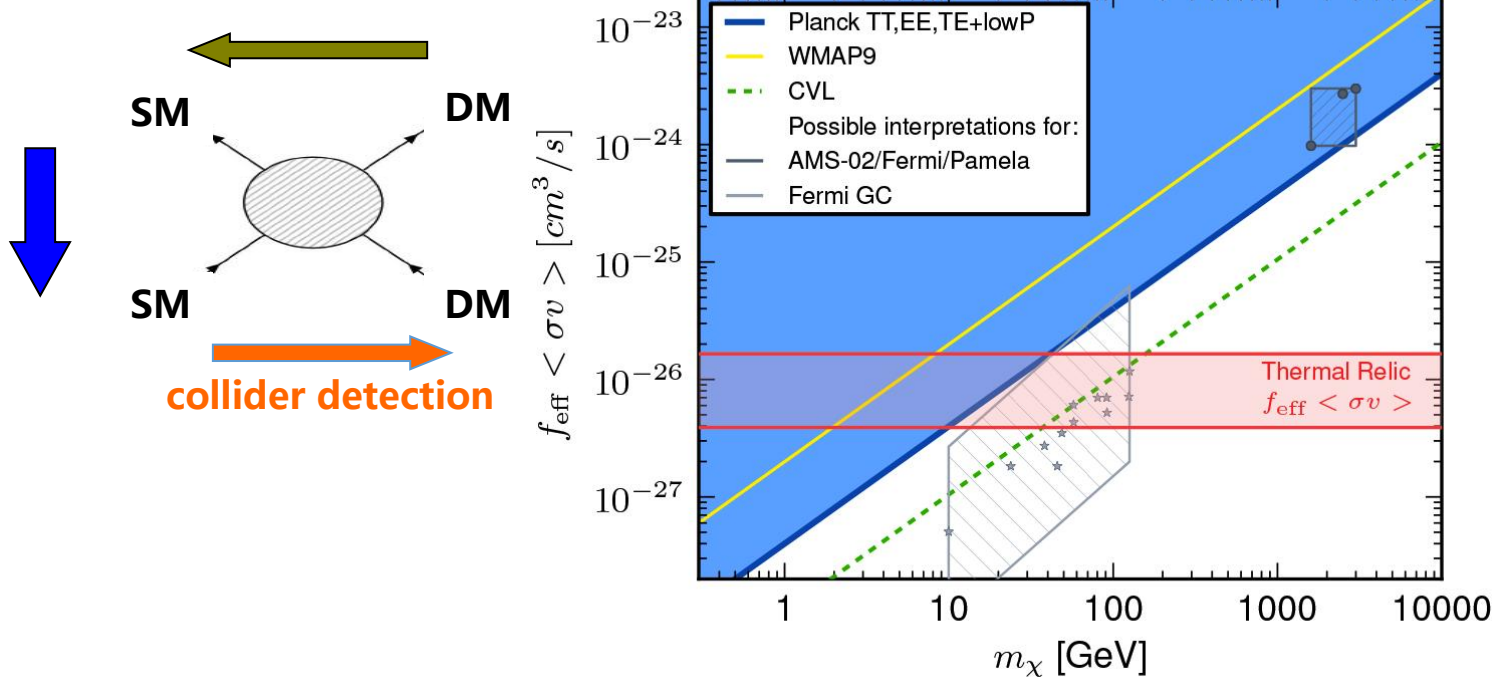 SM DM
SM DM
collider detection
Planck TT,EE,TE+lowP
WMAP9
CVL
Possible interpretations for:
AMS-02/Fermi/Pamela
Fermi GC
Thermal Relic
f_eff < σv >
f_eff < σv > [cm³/s]
10⁻²³
10⁻²⁴
10⁻²⁵
10⁻²⁶
10⁻²⁷
1 10 100 1000 10000
m_χ [GeV]